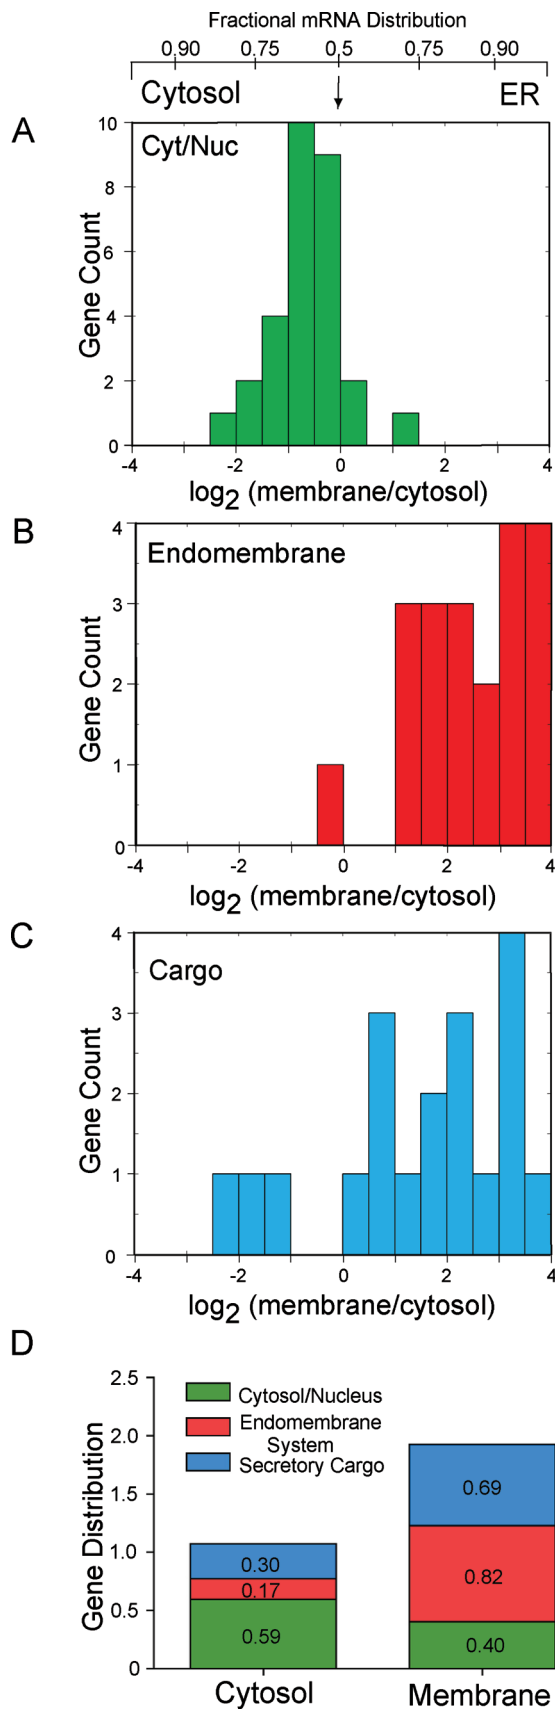 Fractional mRNA Distribution
0.90 0.75 0.5 0.75 0.90
Cytosol ER
A
Cyt/Nuc
Gene Count
10
8
6
4
2
0
-4 -2 0 2 4
log2 (membrane/cytosol)
B
Endomembrane
Gene Count
4
3
2
1
0
-4 -2 0 2 4
log2 (membrane/cytosol)
C
Cargo
Gene Count
4
3
2
1
0
-4 -2 0 2 4
log2 (membrane/cytosol)
D
Gene Distribution
2.5
2.0
1.5
1.0
0.5
0
Cytosol/Nucleus
Endomembrane
System
Secretory Cargo
0.30
0.17
0.59
0.69
0.82
0.40
Cytosol Membrane